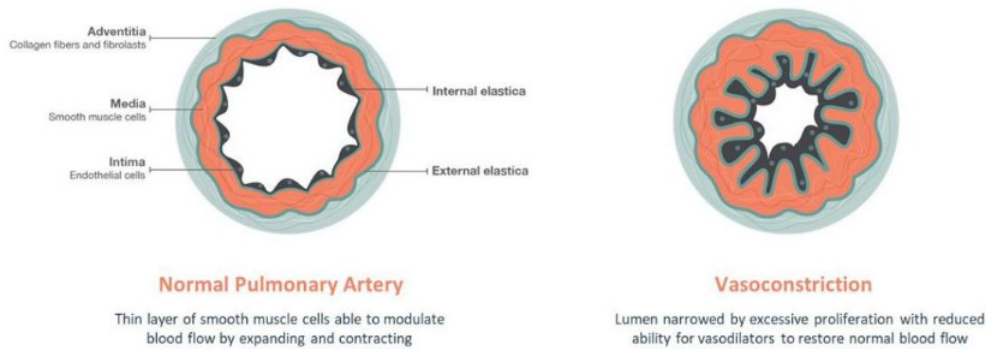 Adventitia
Collagen fibers and fibrolasts
Media
Smooth muscle cells
Intima
Endothelial cells
Internal elastica
External elastica
Normal Pulmonary Artery
Thin layer of smooth muscle cells able to modulate
blood flow by expanding and contracting
Vasoconstriction
Lumen narrowed by excessive proliferation with reduced
ability for vasodilators to restore normal blood flow